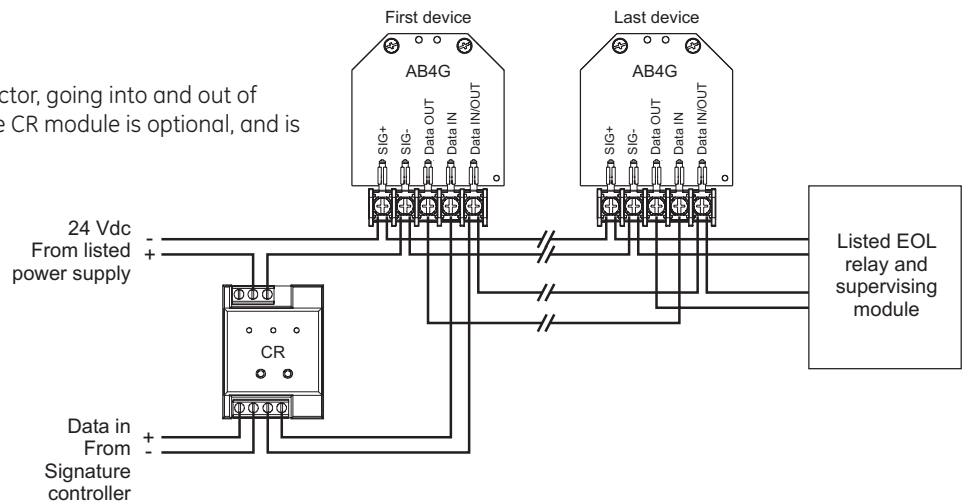 First device
Last device
AB4G
AB4G
SIG+
SIG-
Data OUT
Data IN
Data IN/OUT
SIG+
SIG-
Data OUT
Data IN
Data IN/OUT
ctor, going into and out of
e CR module is optional, and is
24 Vdc
From listed
power supply
-
+
CR
Data in
From
Signature
controller
+
-
Listed EOL
relay and
supervising
module